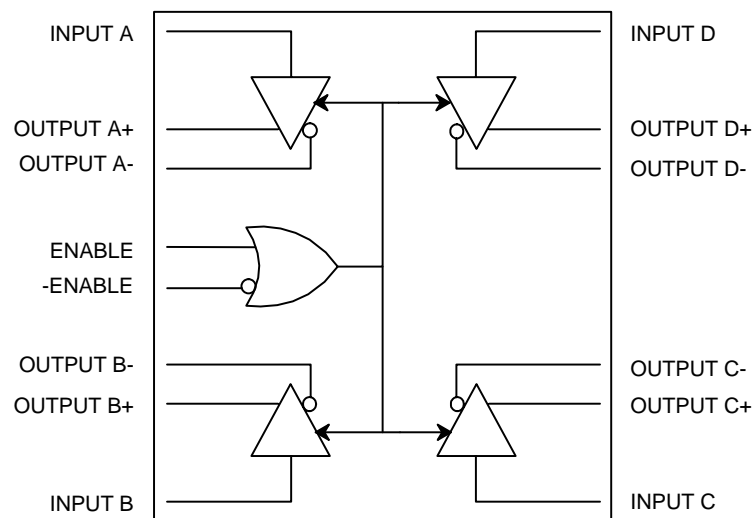 INPUT A
OUTPUT A+
OUTPUT A-
ENABLE
-ENABLE
OUTPUT B-
OUTPUT B+
INPUT B
INPUT D
OUTPUT D+
OUTPUT D-
OUTPUT C-
OUTPUT C+
INPUT C